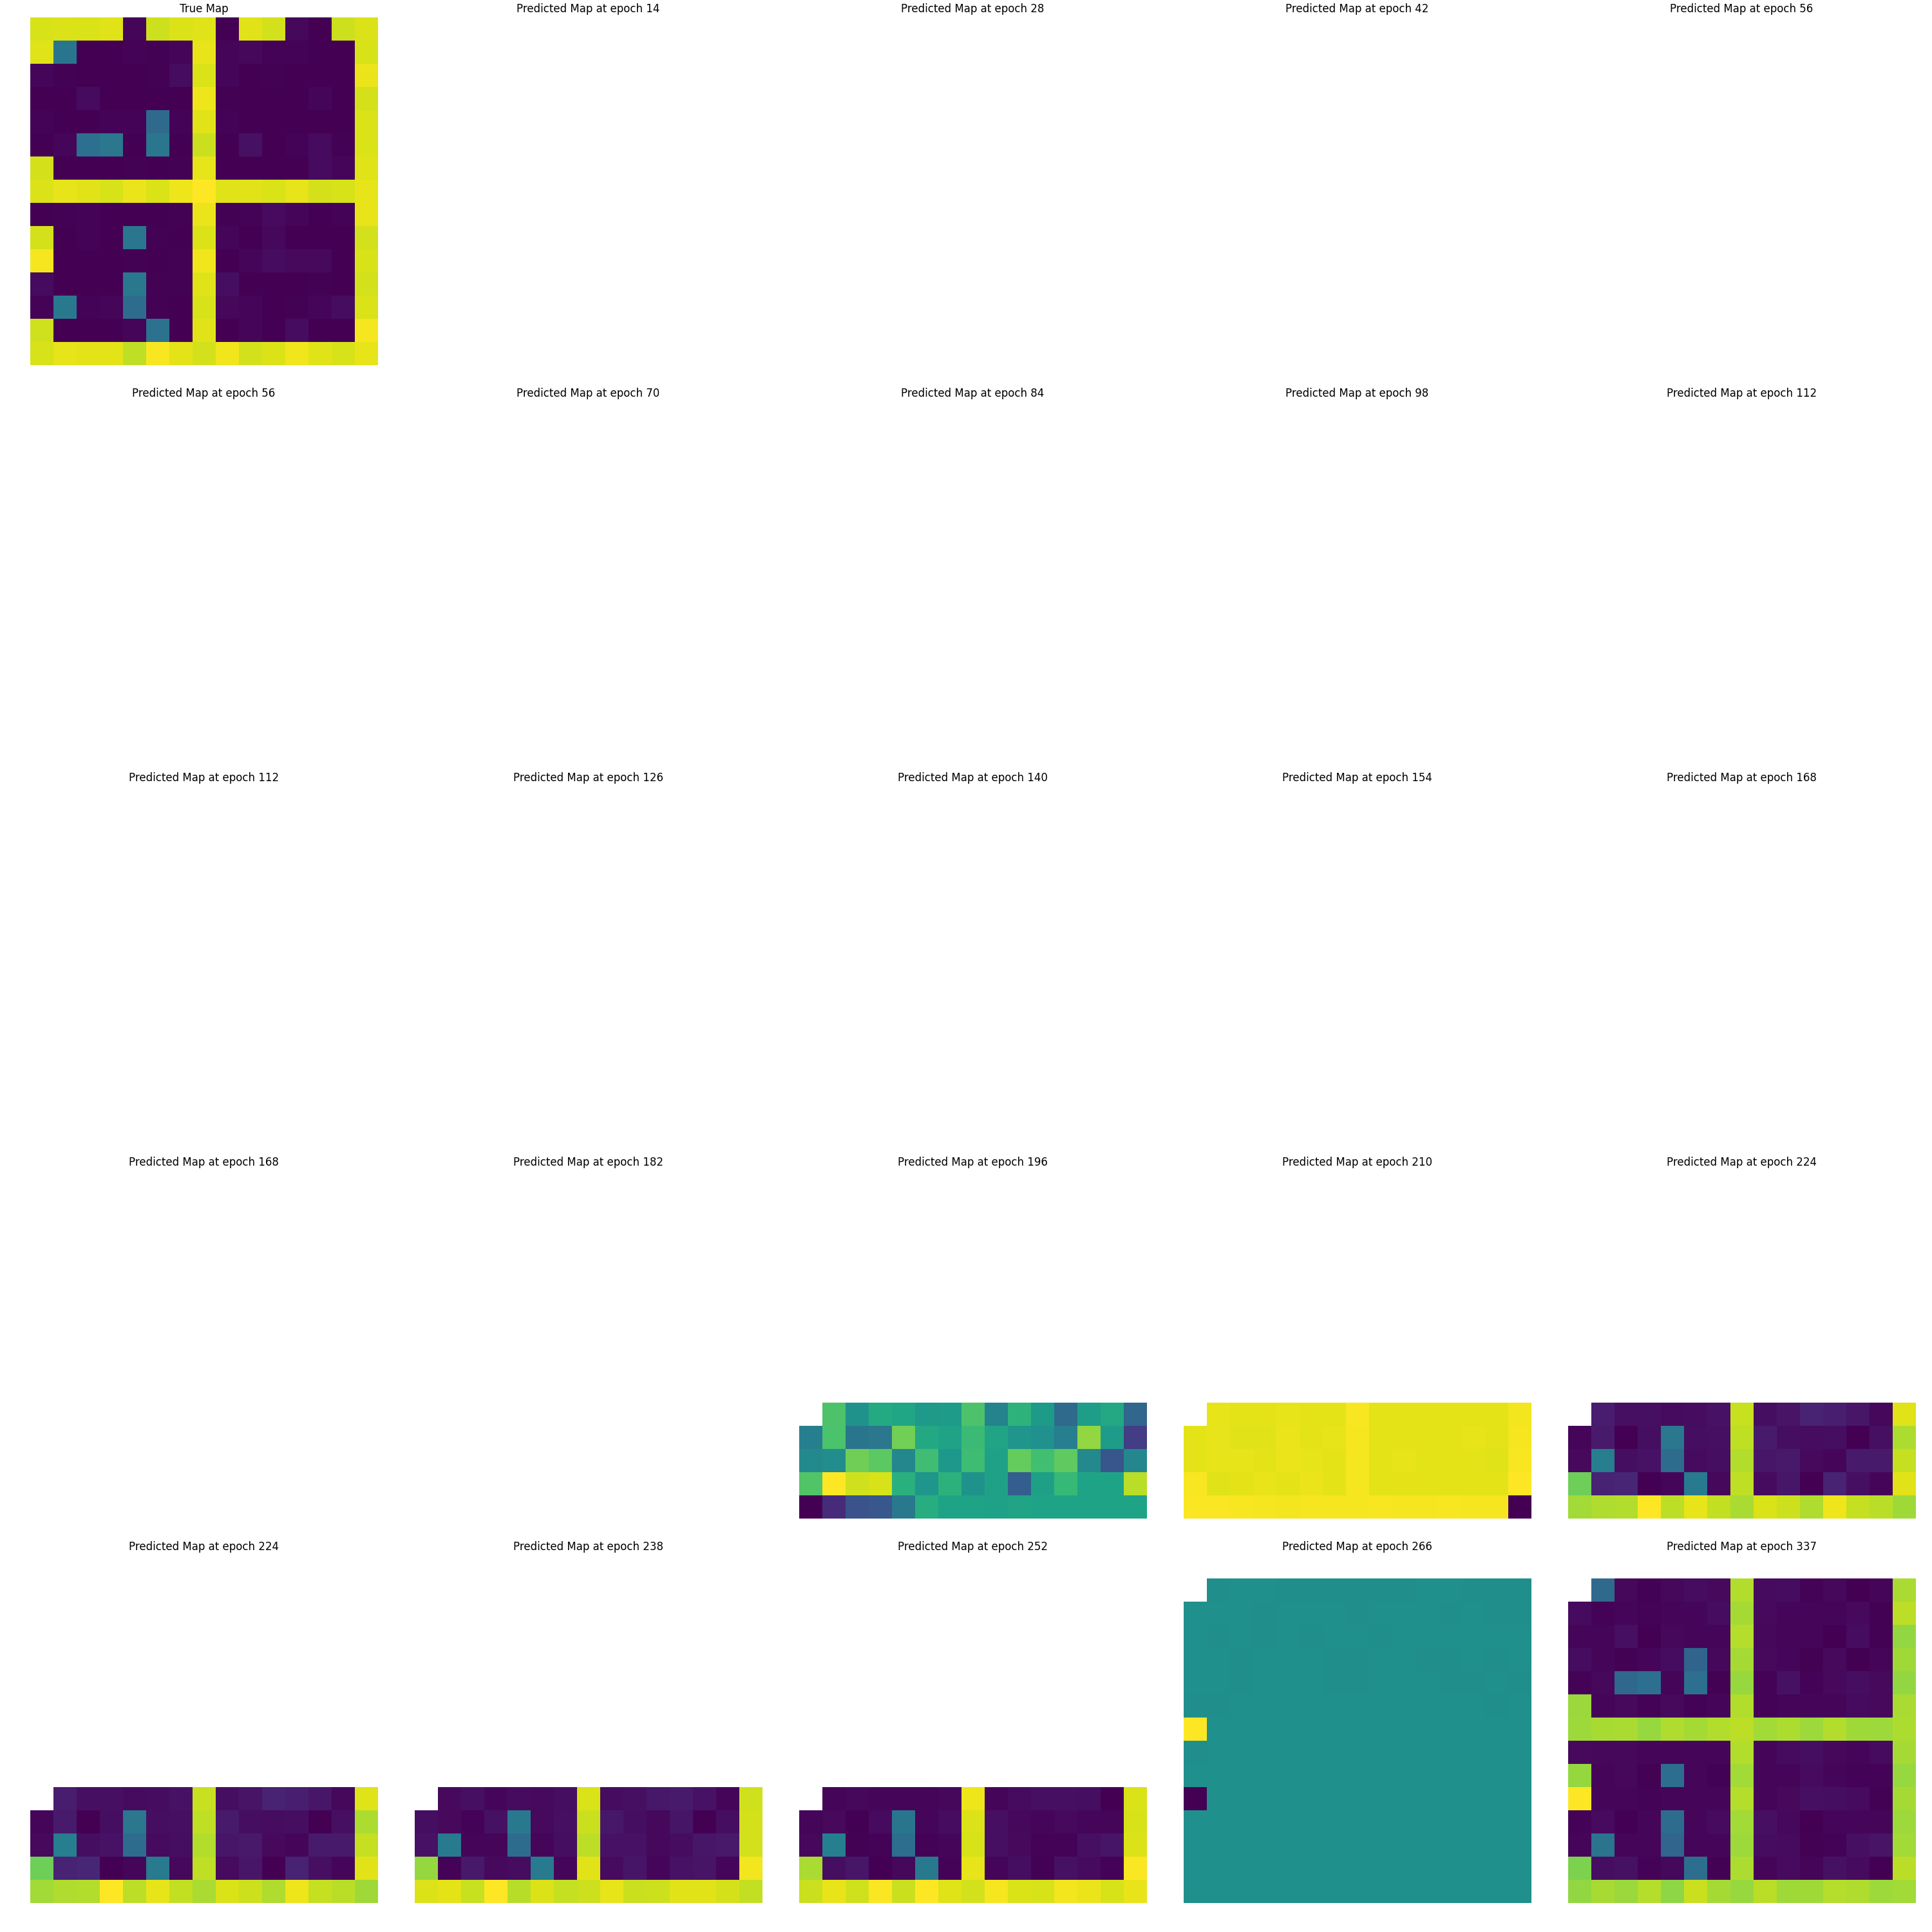 True Map
Predicted Map at epoch 14
Predicted Map at epoch 28
Predicted Map at epoch 42
Predicted Map at epoch 56
Predicted Map at epoch 56
Predicted Map at epoch 70
Predicted Map at epoch 84
Predicted Map at epoch 98
Predicted Map at epoch 112
Predicted Map at epoch 112
Predicted Map at epoch 126
Predicted Map at epoch 140
Predicted Map at epoch 154
Predicted Map at epoch 168
Predicted Map at epoch 168
Predicted Map at epoch 182
Predicted Map at epoch 196
Predicted Map at epoch 210
Predicted Map at epoch 224
Predicted Map at epoch 224
Predicted Map at epoch 238
Predicted Map at epoch 252
Predicted Map at epoch 266
Predicted Map at epoch 337